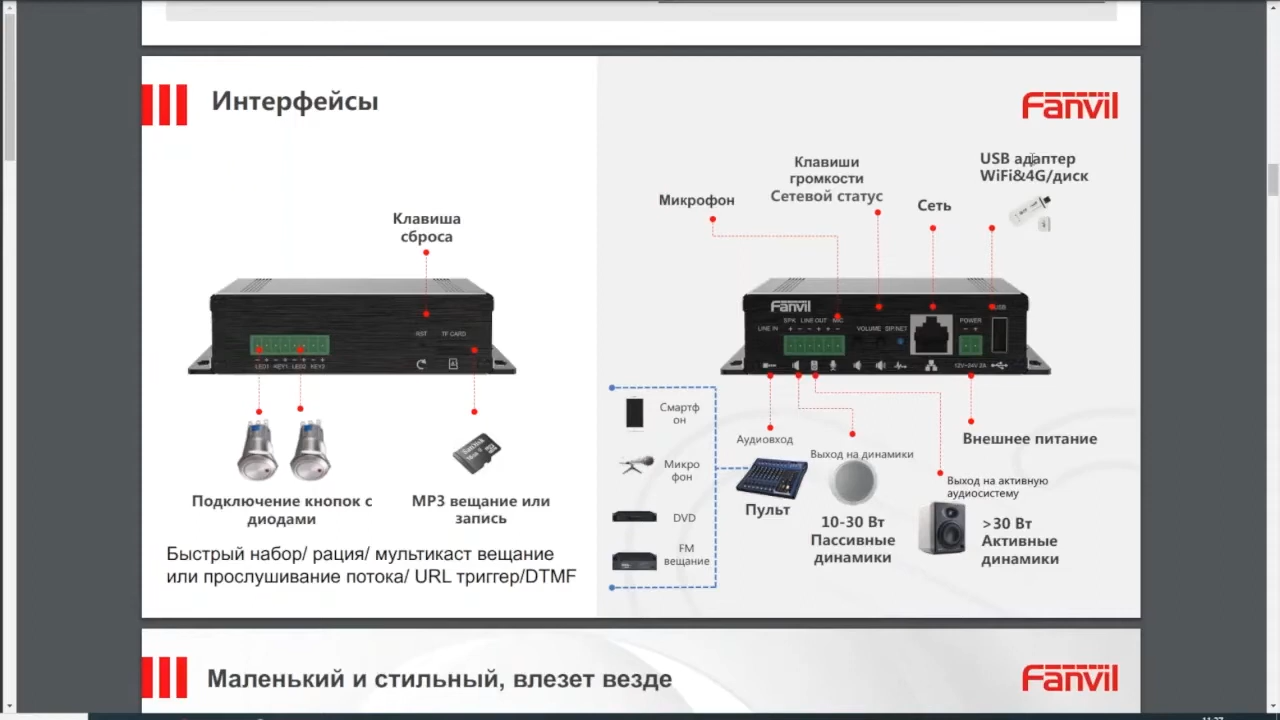 Интерфейсы
Fanvil
Клавиша
сброса
RST
TF CARD
LED1
KEY1
LED2
KEY2
Подключение кнопок с
диодами
MP3 вещание или
запись
Быстрый набор/ рация/ мультикаст вещание
или прослушивание потока/ URL триггер/DTMF
Микрофон
Клавиши
громкости
Сетевой статус
Сеть
USB адаптер
WiFi&4G/диск
Fanvil
LINE IN
SPK
LINE OUT
MIC
VOLUME
SIP/NET
POWER
USB
12V~24V 2A
Смартф
он
Микро
фон
DVD
FM
вещание
Аудиовход
Пульт
Выход на динамики
10-30 Вт
Пассивные
динамики
Внешнее питание
Выход на активную
аудиосистему
>30 Вт
Активные
динамики
Маленький и стильный, влезет везде
Fanvil